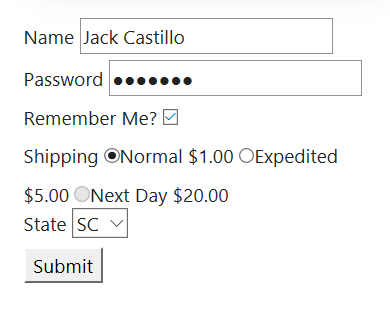 Name Jack Castillo
Password •••••••
Remember Me?
Shipping Normal $1.00 Expedited
$5.00 Next Day $20.00
State SC
Submit